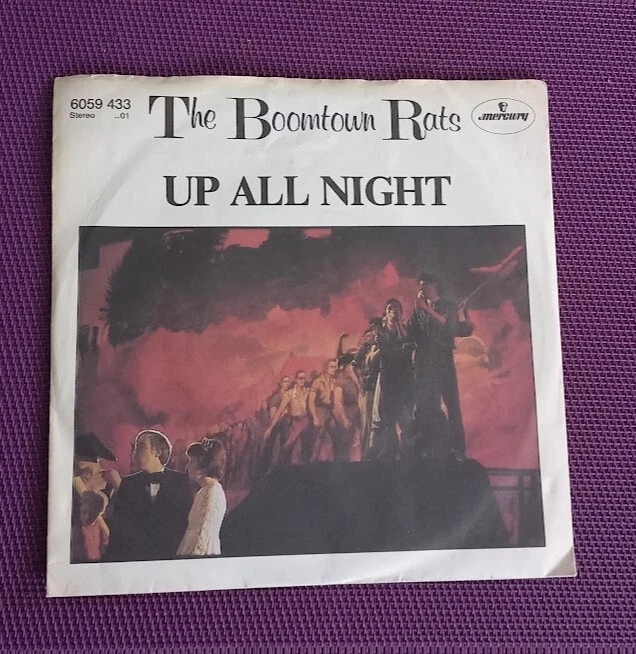 6059 433
Stereo ..01
The Boomtown Rats
mercury
UP ALL NIGHT